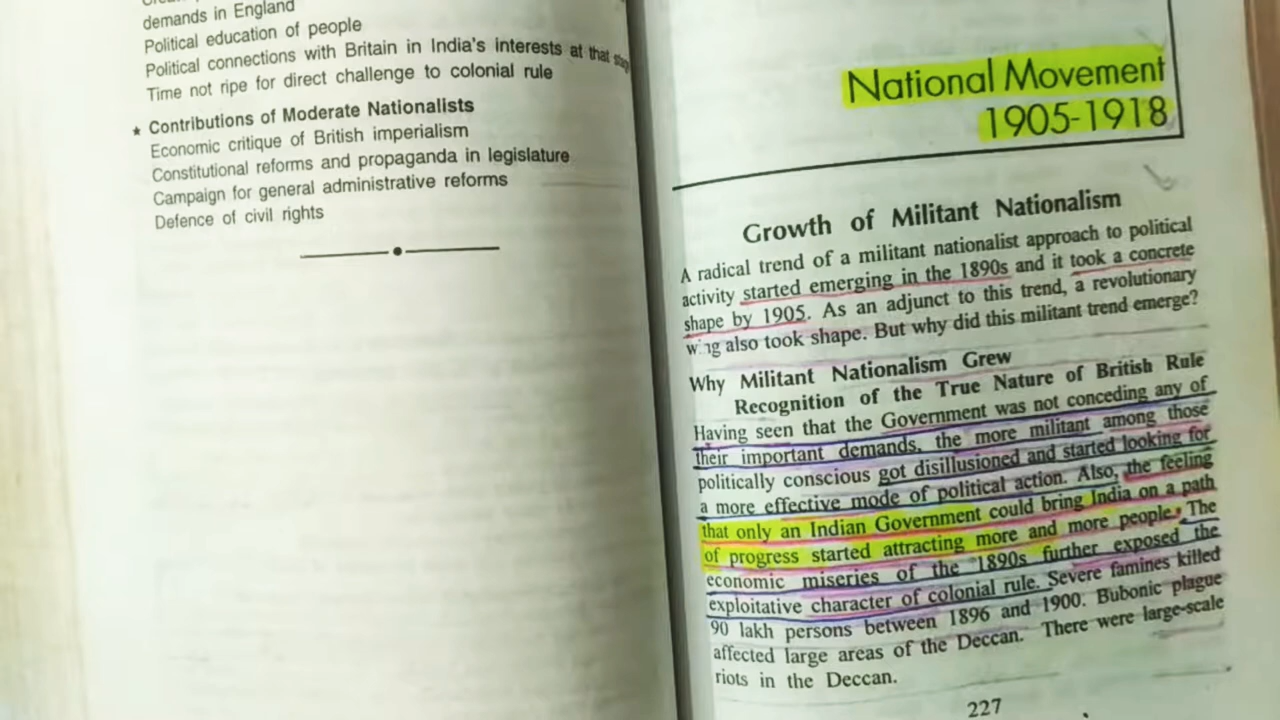 demands in England
Political education of people
Political connections with Britain in India's interests at that stage
Time not ripe for direct challenge to colonial rule
★ Contributions of Moderate Nationalists
Economic critique of British imperialism
Constitutional reforms and propaganda in legislature
Campaign for general administrative reforms
Defence of civil rights
National Movement
1905-1918
Growth of Militant Nationalism
A radical trend of a militant nationalist approach to political
activity started emerging in the 1890s and it took a concrete
shape by 1905. As an adjunct to this trend, a revolutionary
wing also took shape. But why did this militant trend emerge?
Why Militant Nationalism Grew
Recognition of the True Nature of British Rule
Having seen that the Government was not conceding any of
their important demands, the more militant among those
politically conscious got disillusioned and started looking for
a more effective mode of political action. Also, the feeling
that only an Indian Government could bring India on a path
of progress started attracting more and more people. The
economic miseries of the 1890s further exposed the
exploitative character of colonial rule. Severe famines killed
90 lakh persons between 1896 and 1900. Bubonic plague
affected large areas of the Deccan. There were large-scale
riots in the Deccan.
227